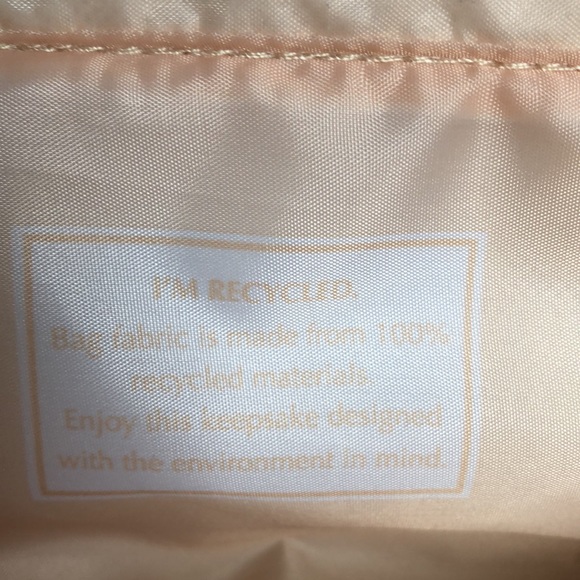 I'M RECYCLED.
Bag fabric is made from 100%
recycled materials.
Enjoy this keepsake designed
with the environment in mind.